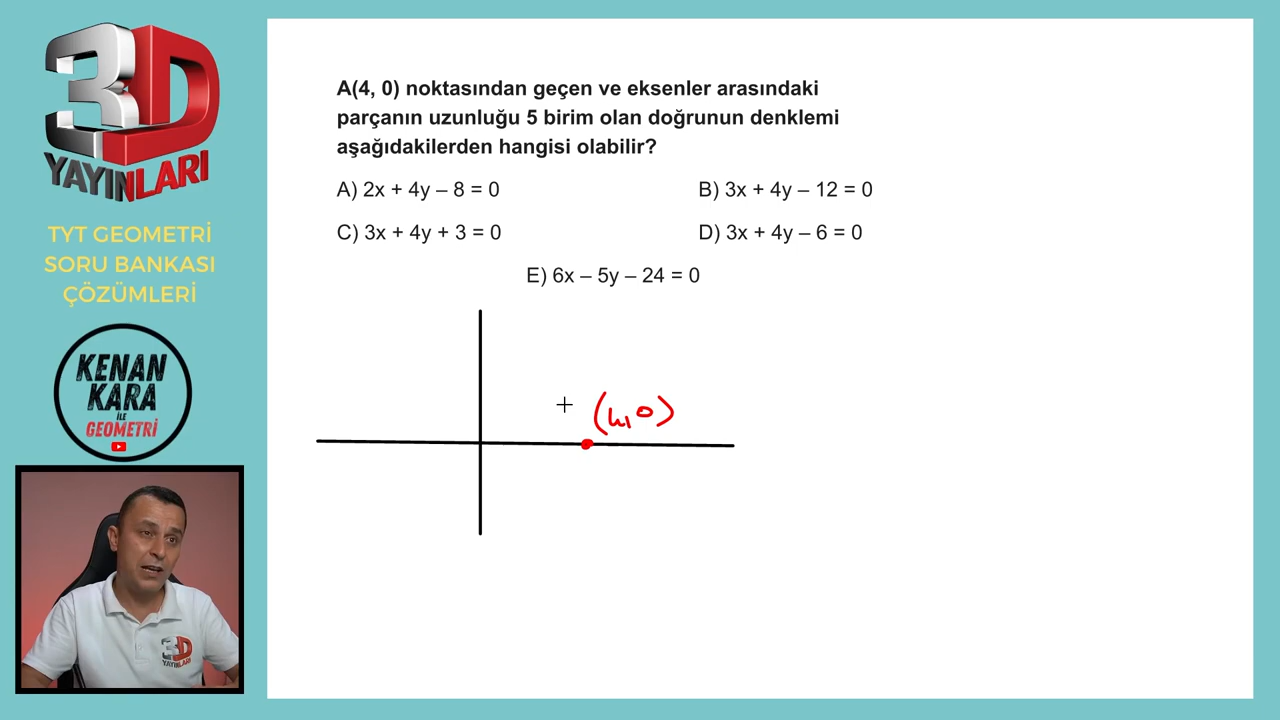 3D
YAYINLARI
TYT GEOMETRİ
SORU BANKASI
ÇÖZÜMLERİ
KENAN
KARA
İLE
GEOMETRİ
3D
YAYINLARI
A(4, 0) noktasından geçen ve eksenler arasındaki
parçanın uzunluğu 5 birim olan doğrunun denklemi
aşağıdakilerden hangisi olabilir?
A) 2x + 4y – 8 = 0
B) 3x + 4y – 12 = 0
C) 3x + 4y + 3 = 0
D) 3x + 4y – 6 = 0
E) 6x – 5y – 24 = 0
(4,0)